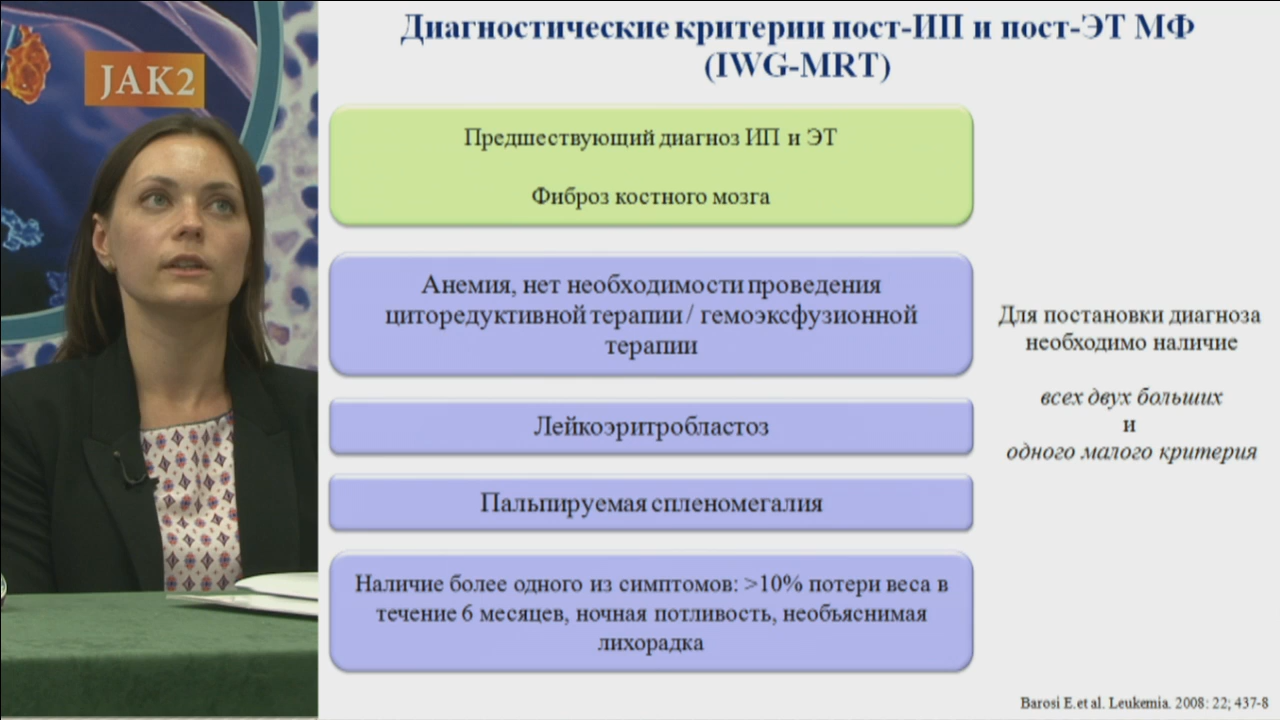 JAK2
Диагностические критерии пост-ИП и пост-ЭТ МФ
(IWG-MRT)
Предшествующий диагноз ИП и ЭТ
Фиброз костного мозга
Анемия, нет необходимости проведения
циторедуктивной терапии / гемоэксфузионной
терапии
Лейкоэритробластоз
Пальпируемая спленомегалия
Наличие более одного из симптомов: >10% потери веса в
течение 6 месяцев, ночная потливость, необъяснимая
лихорадка
Для постановки диагноза
необходимо наличие
всех двух больших
и
одного малого критерия
Barosi E.et al. Leukemia. 2008: 22; 437-8